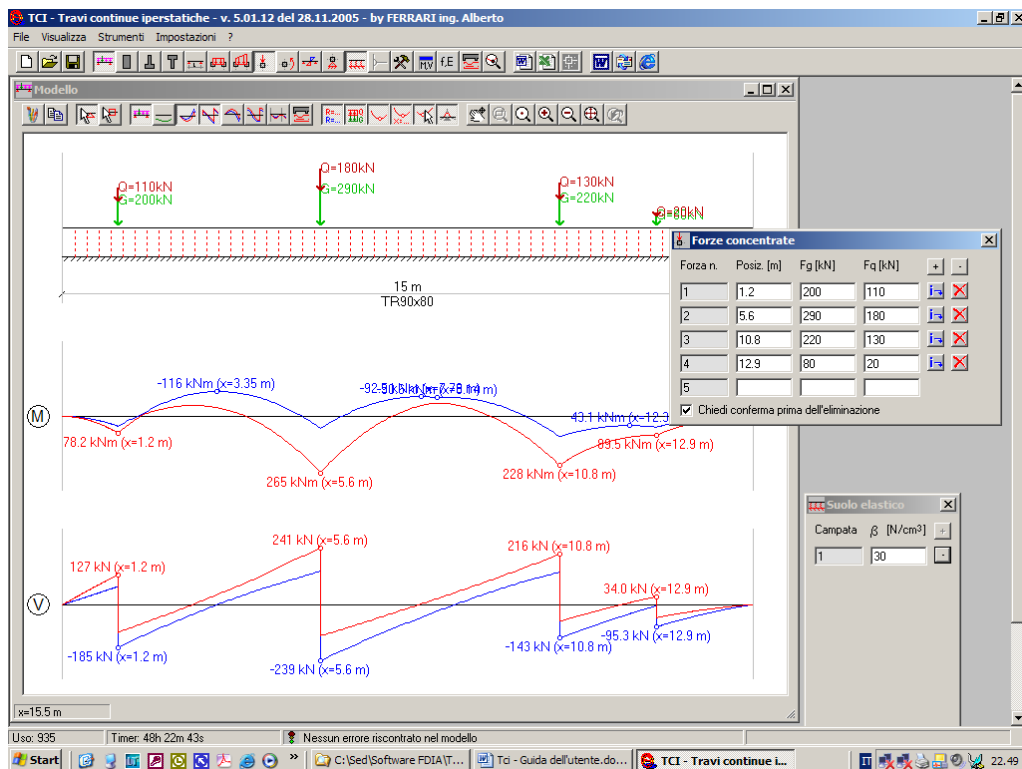 TCI - Travi continue iperstatiche - v. 5.01.12 del 28.11.2005 - by FERRARI ing. Alberto
File Visualizza Strumenti Impostazioni ?
Modello
Q=110kN
G=200kN
Q=180kN
G=290kN
Q=130kN
G=220kN
15 m
TR90x80
Forze concentrate
Forza n. Posiz. [m] Fg [kN] Fq [kN] + -
1 1.2 200 110
2 5.6 290 180
3 10.8 220 130
4 12.9 80 20
5
Chiedi conferma prima dell'eliminazione
M
-116 kNm (x=3.35 m)
43.1 kNm (x=12.3
78.2 kNm (x=1.2 m)
265 kNm (x=5.6 m)
228 kNm (x=10.8 m)
89.5 kNm (x=12.9 m)
V
127 kN (x=1.2 m)
241 kN (x=5.6 m)
216 kN (x=10.8 m)
34.0 kN (x=12.9 m)
-185 kN (x=1.2 m)
-239 kN (x=5.6 m)
-143 kN (x=10.8 m)
-95.3 kN (x=12.9 m)
Suolo elastico
Campata β [N/cm³] +
1 30 -
x=15.5 m
Uso: 935 Timer: 48h 22m 43s Nessun errore riscontrato nel modello
Start » C:\Sed\Software FDIA\T... Tci - Guida dell'utente.do... TCI - Travi continue i... 22.49